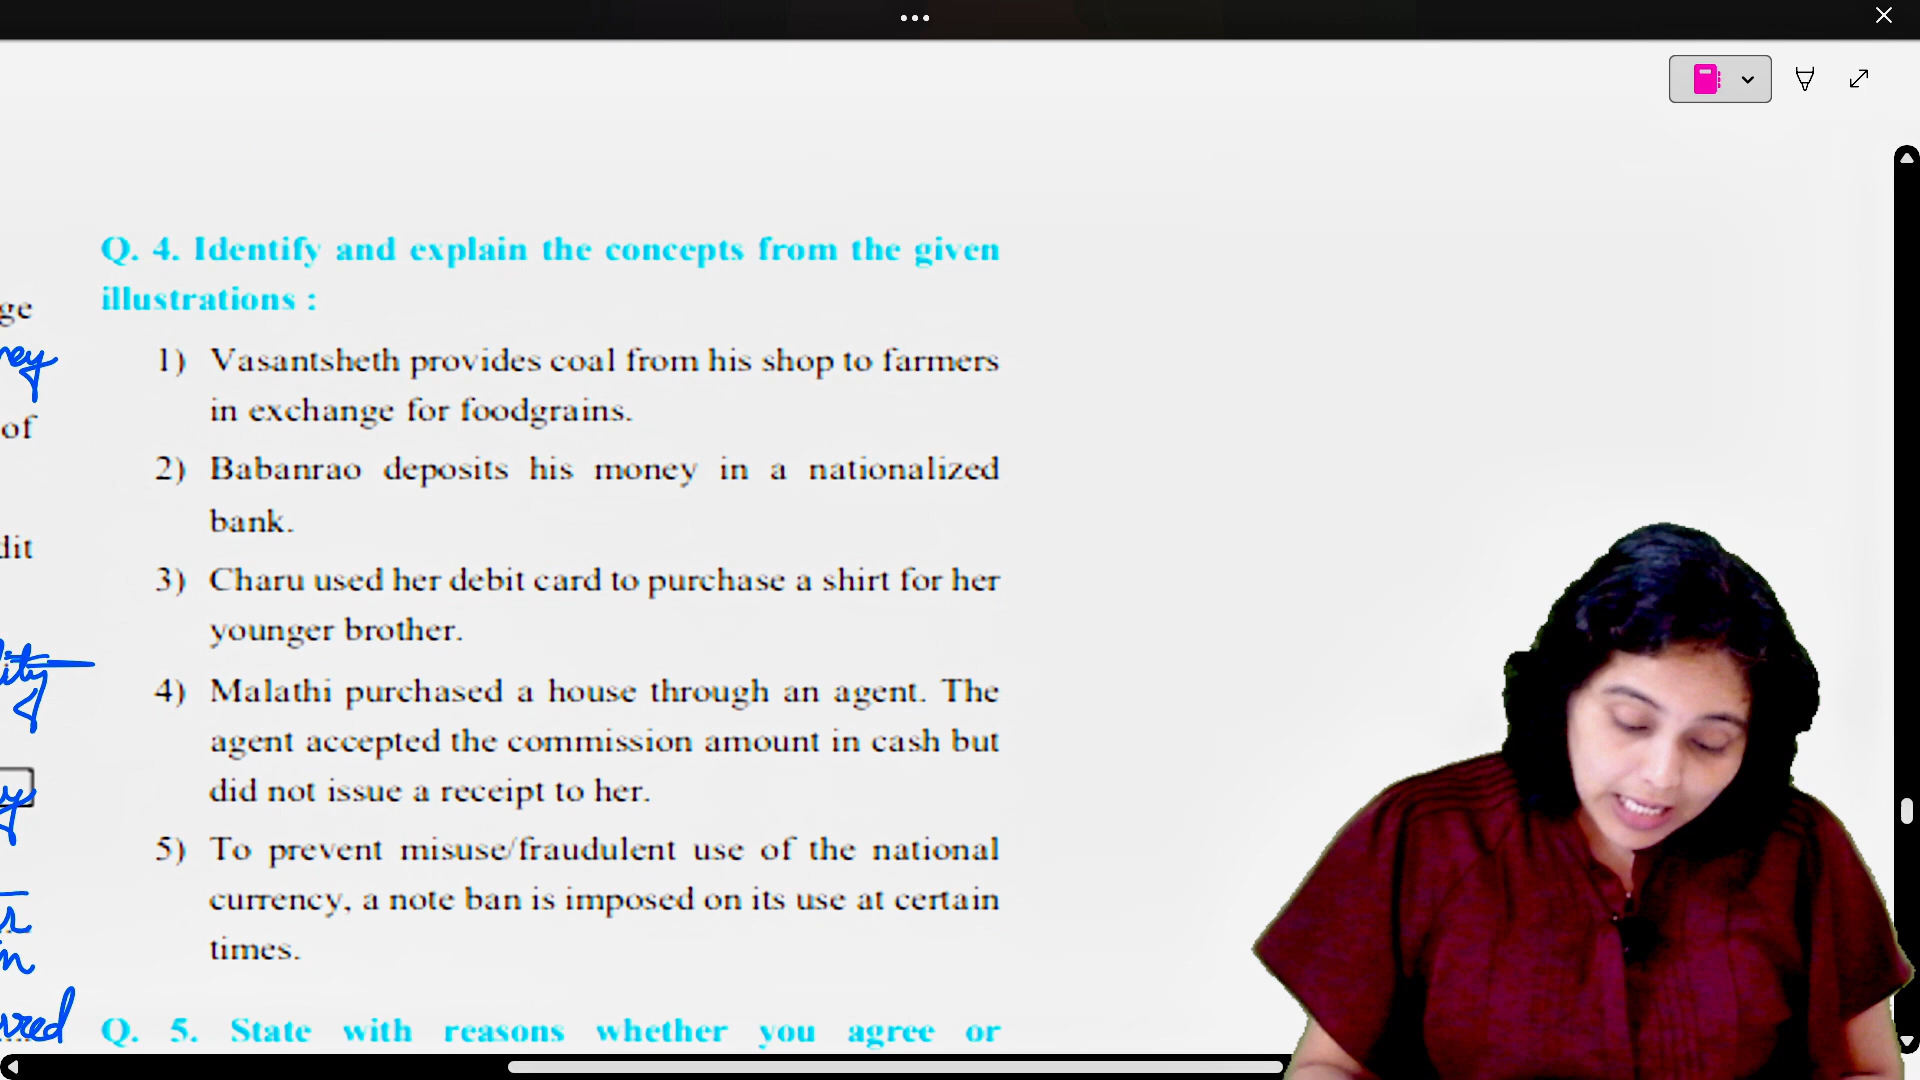 Q. 4. Identify and explain the concepts from the given
illustrations :
ge
1) Vasantsheth provides coal from his shop to farmers
in exchange for foodgrains.
of
2) Babanrao deposits his money in a nationalized
bank.
dit
3) Charu used her debit card to purchase a shirt for her
younger brother.
4) Malathi purchased a house through an agent. The
agent accepted the commission amount in cash but
did not issue a receipt to her.
5) To prevent misuse/fraudulent use of the national
currency, a note ban is imposed on its use at certain
times.
Q. 5. State with reasons whether you agree or